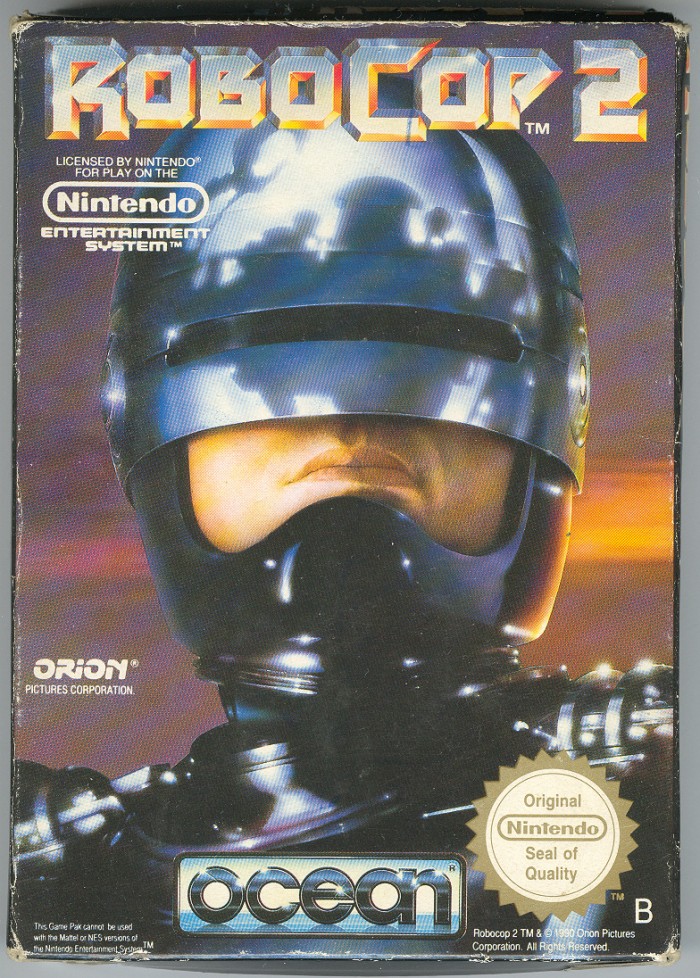 ROBOCOP 2
TM
LICENSED BY NINTENDO®
FOR PLAY ON THE
Nintendo
ENTERTAINMENT
SYSTEM™
ORION®
PICTURES CORPORATION.
Original
Nintendo
Seal of
Quality
TM
B
ocean®
This Game Pak cannot be used
with the Mattel or NES versions of
the Nintendo Entertainment System™
Robocop 2 TM & © 1990 Orion Pictures
Corporation. All Rights Reserved.